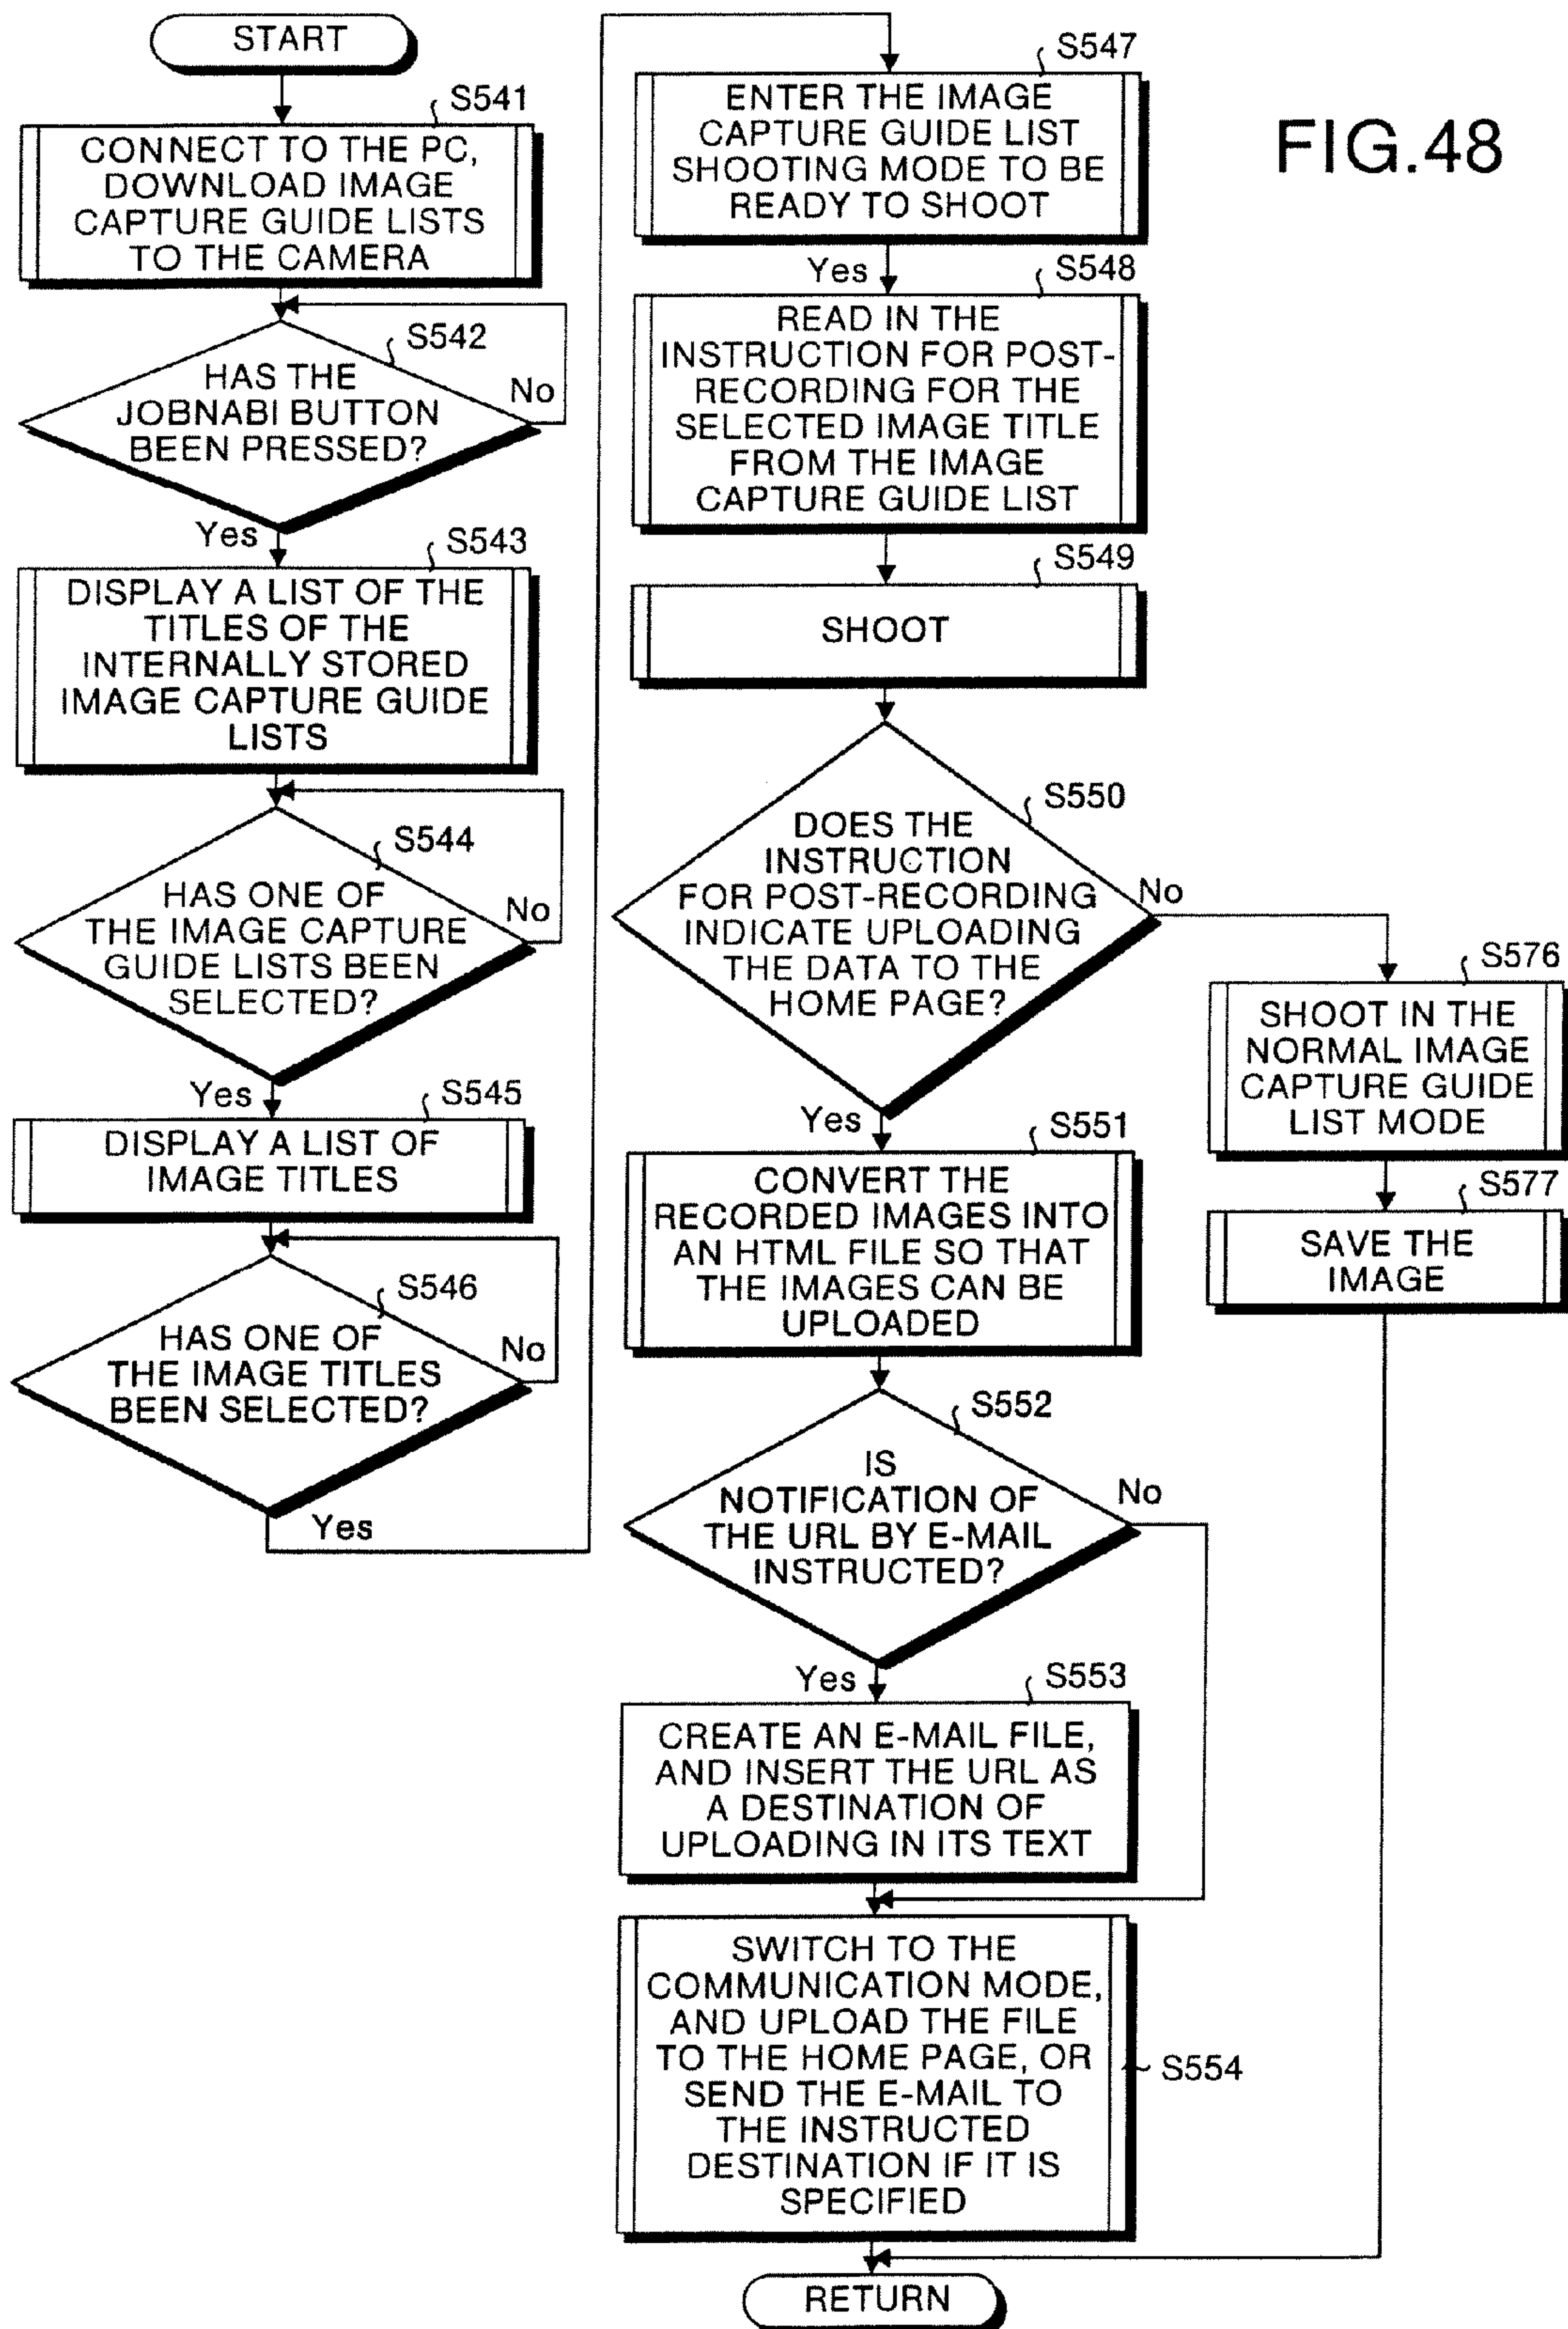 FIG.48
START
S541
CONNECT TO THE PC,
DOWNLOAD IMAGE
CAPTURE GUIDE LISTS
TO THE CAMERA
S542
HAS THE
JOBNABI BUTTON
BEEN PRESSED?
No
Yes
S543
DISPLAY A LIST OF THE
TITLES OF THE
INTERNALLY STORED
IMAGE CAPTURE GUIDE
LISTS
S544
HAS ONE OF
THE IMAGE CAPTURE
GUIDE LISTS BEEN
SELECTED?
No
Yes
S545
DISPLAY A LIST OF
IMAGE TITLES
S546
HAS ONE OF
THE IMAGE TITLES
BEEN SELECTED?
No
Yes
S547
ENTER THE IMAGE
CAPTURE GUIDE LIST
SHOOTING MODE TO BE
READY TO SHOOT
Yes
S548
READ IN THE
INSTRUCTION FOR POST-
RECORDING FOR THE
SELECTED IMAGE TITLE
FROM THE IMAGE
CAPTURE GUIDE LIST
S549
SHOOT
S550
DOES THE
INSTRUCTION
FOR POST-RECORDING
INDICATE UPLOADING
THE DATA TO THE
HOME PAGE?
No
Yes
S551
CONVERT THE
RECORDED IMAGES INTO
AN HTML FILE SO THAT
THE IMAGES CAN BE
UPLOADED
S552
IS
NOTIFICATION OF
THE URL BY E-MAIL
INSTRUCTED?
No
Yes
S553
CREATE AN E-MAIL FILE,
AND INSERT THE URL AS
A DESTINATION OF
UPLOADING IN ITS TEXT
SWITCH TO THE
COMMUNICATION MODE,
AND UPLOAD THE FILE
TO THE HOME PAGE, OR
SEND THE E-MAIL TO
THE INSTRUCTED
DESTINATION IF IT IS
SPECIFIED
S554
S576
SHOOT IN THE
NORMAL IMAGE
CAPTURE GUIDE
LIST MODE
S577
SAVE THE
IMAGE
RETURN